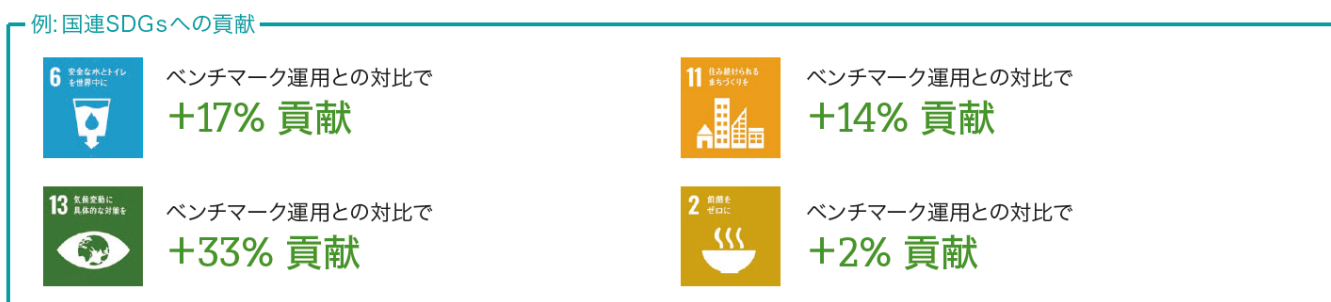 例: 国連SDGsへの貢献
6 安全な水とトイレ
を世界中に
ベンチマーク運用との対比で
+17% 貢献
11 住み続けられる
まちづくりを
ベンチマーク運用との対比で
+14% 貢献
13 気候変動に
具体的な対策を
ベンチマーク運用との対比で
+33% 貢献
2 飢餓を
ゼロに
ベンチマーク運用との対比で
+2% 貢献